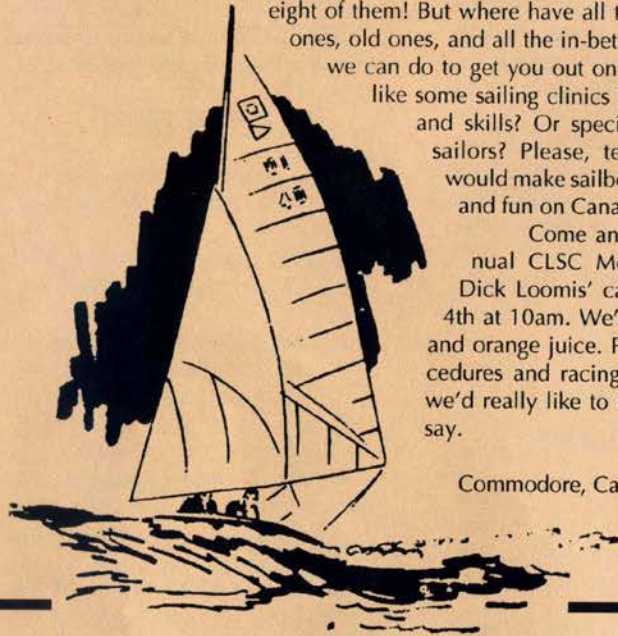 eight of them! But where have all t
ones, old ones, and all the in-bet
we can do to get you out on
like some sailing clinics
and skills? Or speci
sailors? Please, te
would make sailbo
and fun on Cana
Come an
nual CLSC M
Dick Loomis' ca
4th at 10am. We'
and orange juice. F
cedures and racing
we'd really like to
say.
Commodore, Ca